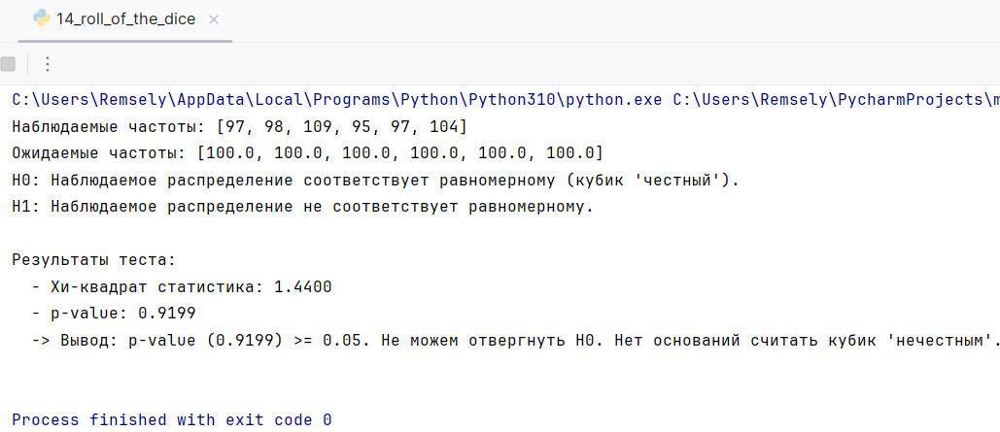 14_roll_of_the_dice
C:\Users\Remsely\AppData\Local\Programs\Python\Python310\python.exe C:\Users\Remsely\PycharmProjects\m
Наблюдаемые частоты: [97, 98, 109, 95, 97, 104]
Ожидаемые частоты: [100.0, 100.0, 100.0, 100.0, 100.0, 100.0]
H0: Наблюдаемое распределение соответствует равномерному (кубик 'честный').
H1: Наблюдаемое распределение не соответствует равномерному.
Результаты теста:
- Хи-квадрат статистика: 1.4400
- p-value: 0.9199
-> Вывод: p-value (0.9199) >= 0.05. Не можем отвергнуть H0. Нет оснований считать кубик 'нечестным'.
Process finished with exit code 0